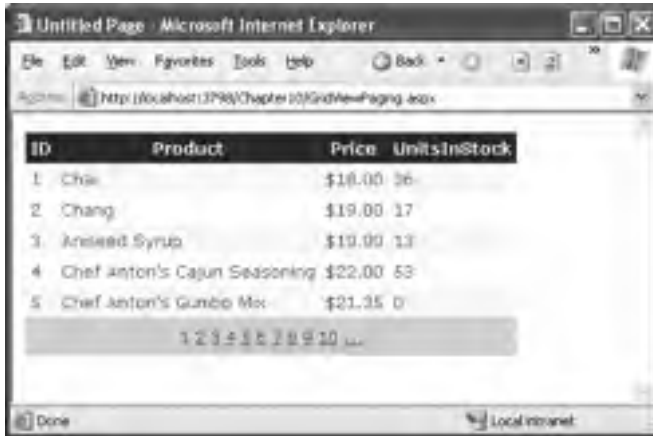 Untitled Page - Microsoft Internet Explorer
File Edit View Favorites Tools Help Back »
Address http://localhost:3798/Chapter10/GridViewPaging.aspx
ID Product Price UnitsInStock
1 Chai $18.00 36
2 Chang $19.00 17
3 Aniseed Syrup $10.00 13
4 Chef Anton's Cajun Seasoning $22.00 53
5 Chef Anton's Gumbo Mix $21.35 0
1 2 3 4 5 6 7 8 9 10 ...
Done Local intranet